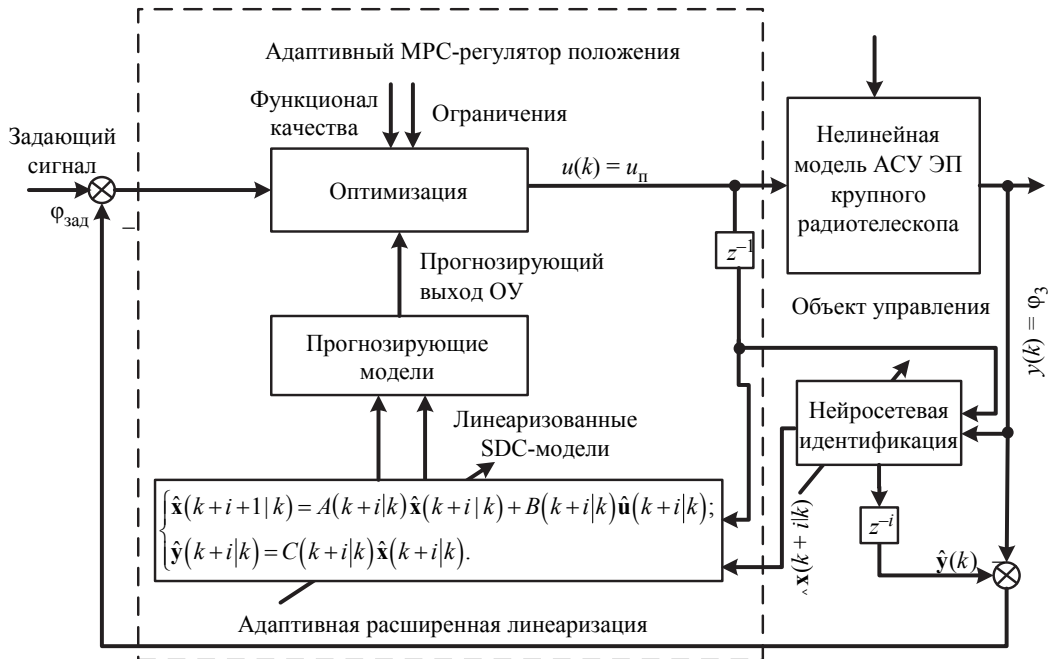 Адаптивный МРС-регулятор положения
Функционал
качества
Ограничения
Задающий
сигнал
φзад
–
Оптимизация
u(k) = uп
Нелинейная
модель АСУ ЭП
крупного
радиотелескопа
z–1
Прогнозирующий
выход ОУ
Объект управления
y(k) = φ3
Прогнозирующие
модели
Нейросетевая
идентификация
Линеаризованные
SDC-модели
x̂(k+i+1|k) = A(k+i|k)x̂(k+i|k)+B(k+i|k)û(k+i|k);
ŷ(k+i|k)=C(k+i|k)x̂(k+i|k).
x̂(k + i|k)
z–i
ŷ(k)
–
Адаптивная расширенная линеаризация